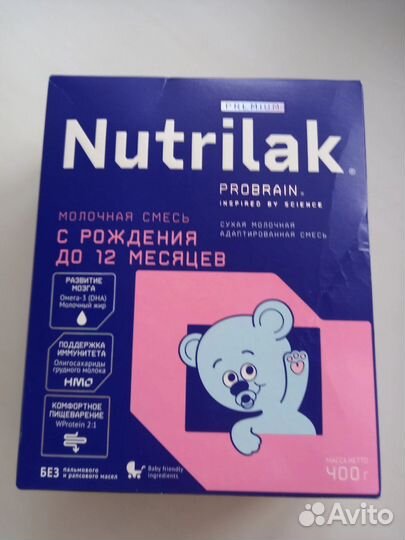 PREMIUM
Nutrilak®
PROBRAIN®
INSPIRED BY SCIENCE
МОЛОЧНАЯ СМЕСЬ
С РОЖДЕНИЯ
ДО 12 МЕСЯЦЕВ
СУХАЯ МОЛОЧНАЯ
АДАПТИРОВАННАЯ СМЕСЬ
РАЗВИТИЕ
МОЗГА
Омега-3 (DHA)
Молочный жир
ПОДДЕРЖКА
ИММУНИТЕТА
Олигосахариды
грудного молока
HMO
КОМФОРТНОЕ
ПИЩЕВАРЕНИЕ
WProtein 2:1
БЕЗ пальмового
и рапсового масел
Baby friendly
ingredients
МАССА НЕТТО
400 г
Avito